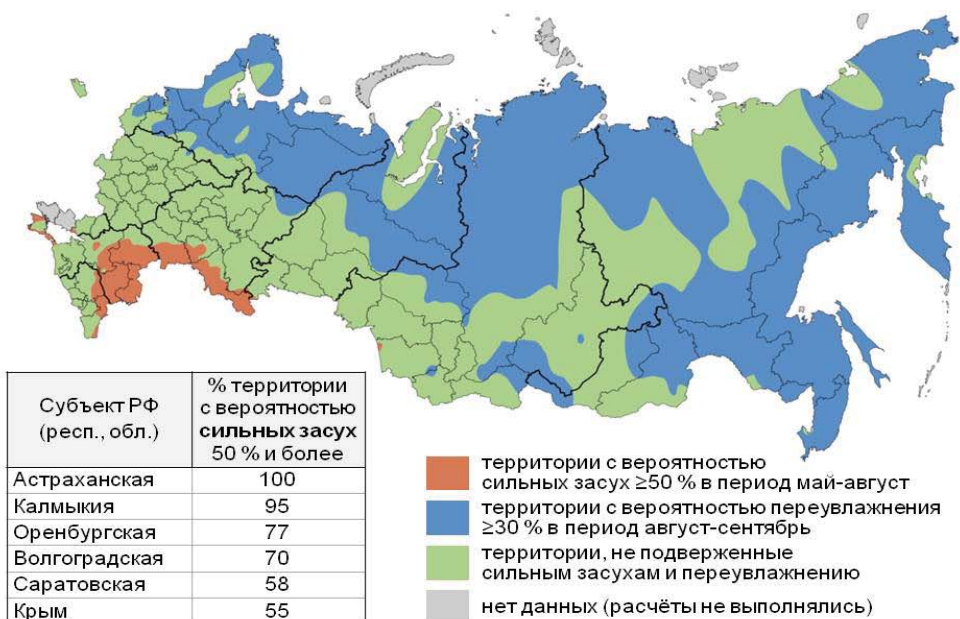 Субъект РФ
(респ., обл.)
% территории
с вероятностью
сильных засух
50 % и более
Астраханская 100
Калмыкия 95
Оренбургская 77
Волгоградская 70
Саратовская 58
Крым 55
территории с вероятностью
сильных засух ≥50 % в период май-август
территории с вероятностью переувлажнения
≥30 % в период август-сентябрь
территории, не подверженные
сильным засухам и переувлажнению
нет данных (расчёты не выполнялись)